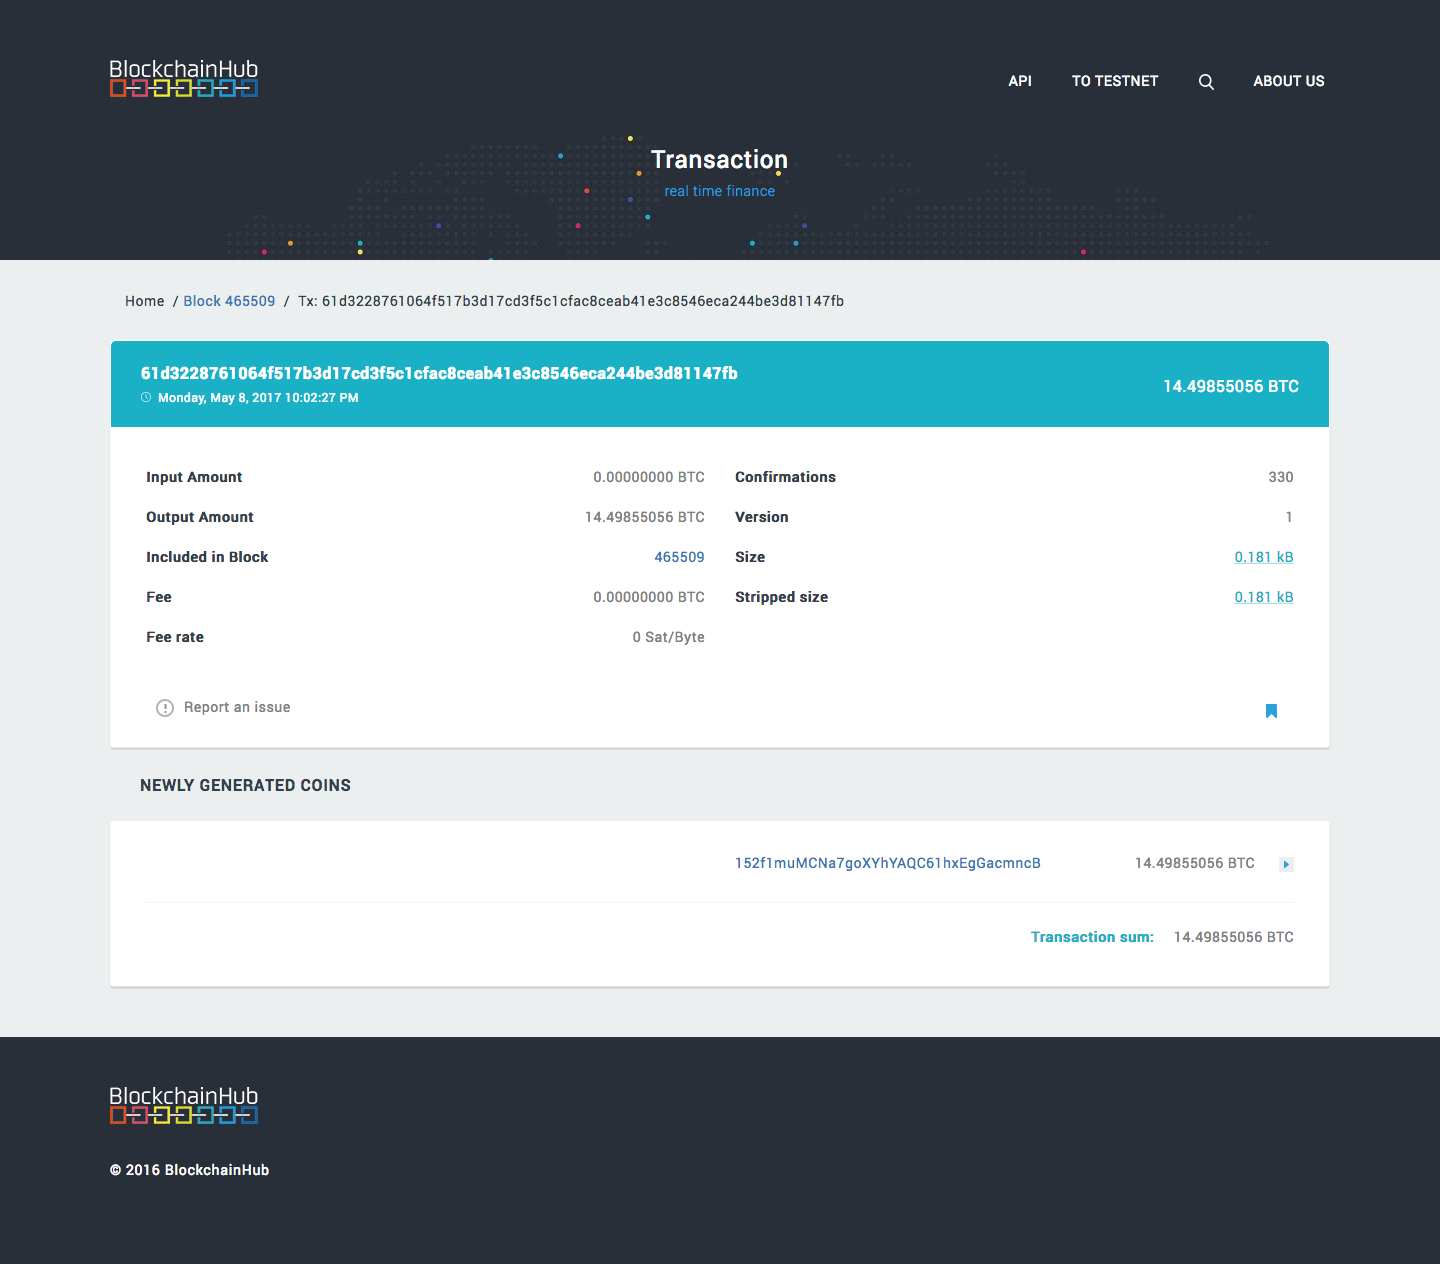 BlockchainHub
API TO TESTNET ABOUT US
Transaction
real time finance
Home / Block 465509 / Tx: 61d3228761064f517b3d17cd3f5c1cfac8ceab41e3c8546eca244be3d81147fb
61d3228761064f517b3d17cd3f5c1cfac8ceab41e3c8546eca244be3d81147fb
Monday, May 8, 2017 10:02:27 PM
14.49855056 BTC
Input Amount 0.00000000 BTC
Output Amount 14.49855056 BTC
Included in Block 465509
Fee 0.00000000 BTC
Fee rate 0 Sat/Byte
Confirmations 330
Version 1
Size 0.181 kB
Stripped size 0.181 kB
Report an issue
NEWLY GENERATED COINS
152f1muMCNa7goXYhYAQC61hxEgGacmncB 14.49855056 BTC
Transaction sum: 14.49855056 BTC
BlockchainHub
© 2016 BlockchainHub